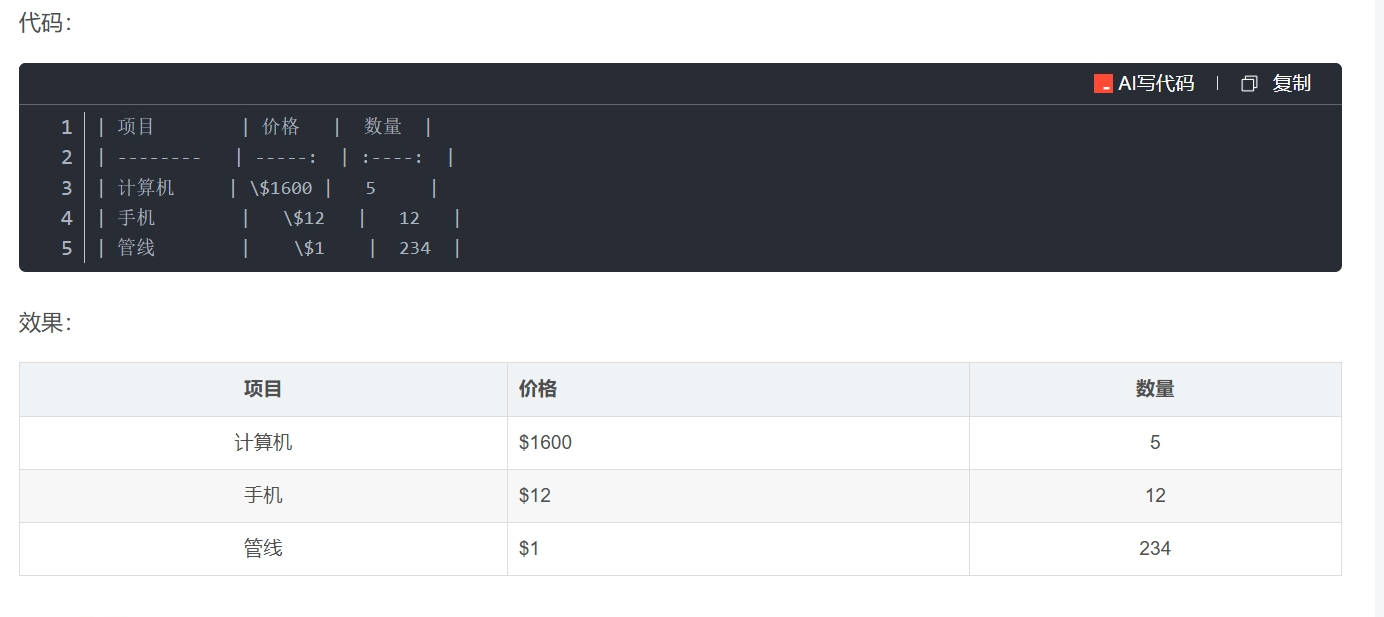 代码：
AI写代码 复制
1 | 项目 | 价格 | 数量 |
2 | -------- | -----: | :----: |
3 | 计算机 | \$1600 | 5 |
4 | 手机 | \$12 | 12 |
5 | 管线 | \$1 | 234 |
效果：
项目 价格 数量
计算机 $1600 5
手机 $12 12
管线 $1 234